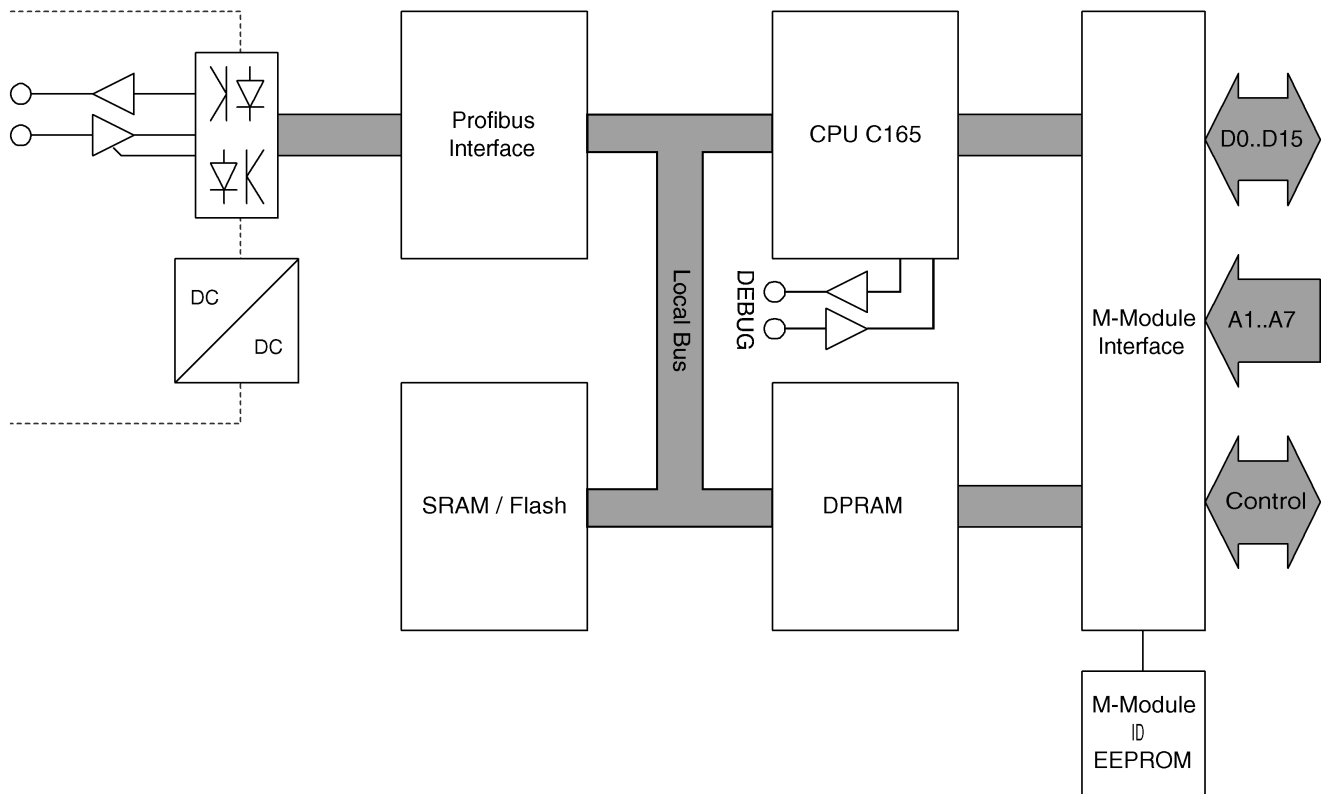 Profibus
Interface
CPU C165
D0..D15
DC
DC
Local Bus
DEBUG
M-Module
Interface
A1..A7
SRAM / Flash
DPRAM
Control
M-Module
ID
EEPROM